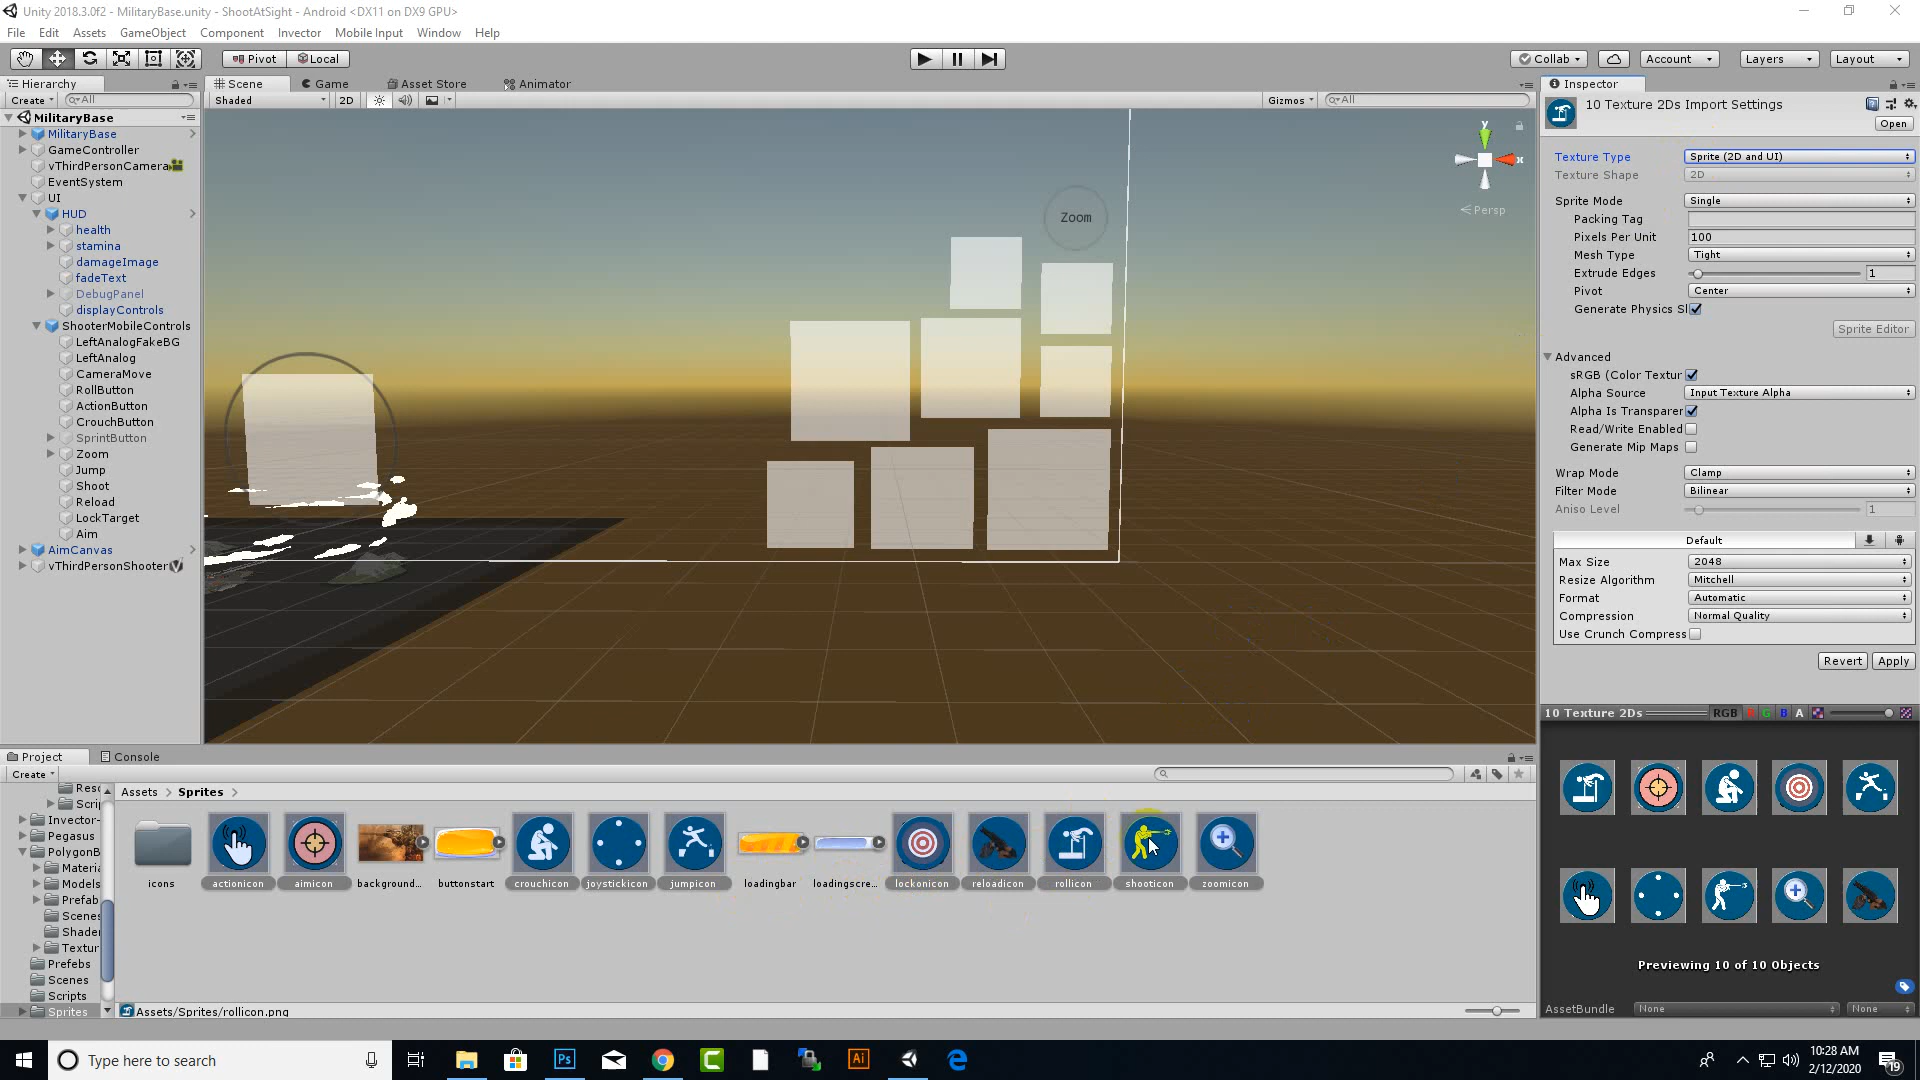 Unity 2018.3.0f2 - MilitaryBase.unity - ShootAtSight - Android <DX11 on DX9 GPU>
File Edit Assets GameObject Component Invector Mobile Input Window Help
Pivot Local Collab Account Layers Layout
Hierarchy
Create All
MilitaryBase
MilitaryBase
GameController
vThirdPersonCamera
EventSystem
UI
HUD
health
stamina
damageImage
fadeText
DebugPanel
displayControls
ShooterMobileControls
LeftAnalogFakeBG
LeftAnalog
CameraMove
RollButton
ActionButton
CrouchButton
SprintButton
Zoom
Jump
Shoot
Reload
LockTarget
Aim
AimCanvas
vThirdPersonShooter
Scene Game Asset Store Animator
Shaded 2D Gizmos All
y
x
Persp
Zoom
Inspector
10 Texture 2Ds Import Settings
Open
Texture Type Sprite (2D and UI)
Texture Shape 2D
Sprite Mode Single
Packing Tag
Pixels Per Unit 100
Mesh Type Tight
Extrude Edges 1
Pivot Center
Generate Physics Sl
Sprite Editor
Advanced
sRGB (Color Textur
Alpha Source Input Texture Alpha
Alpha Is Transparer
Read/Write Enabled
Generate Mip Maps
Wrap Mode Clamp
Filter Mode Bilinear
Aniso Level 1
Default
Max Size 2048
Resize Algorithm Mitchell
Format Automatic
Compression Normal Quality
Use Crunch Compress
Revert Apply
10 Texture 2Ds RGB R G B A
Previewing 10 of 10 Objects
AssetBundle None None
Project Console
Create
Reso
Scrip
Invector-
Pegasus
PolygonB
Materia
Models
Prefab
Scenes
Shader
Textur
Prefebs
Scenes
Scripts
Sprites
Assets > Sprites >
icons actionicon aimicon background... buttonstart crouchicon joystickicon jumpicon loadingbar loadingscre... lockonicon reloadicon rollicon shooticon zoomicon
Assets/Sprites/rollicon.png
Type here to search
Ps
Ai
10:28 AM
2/12/2020
19